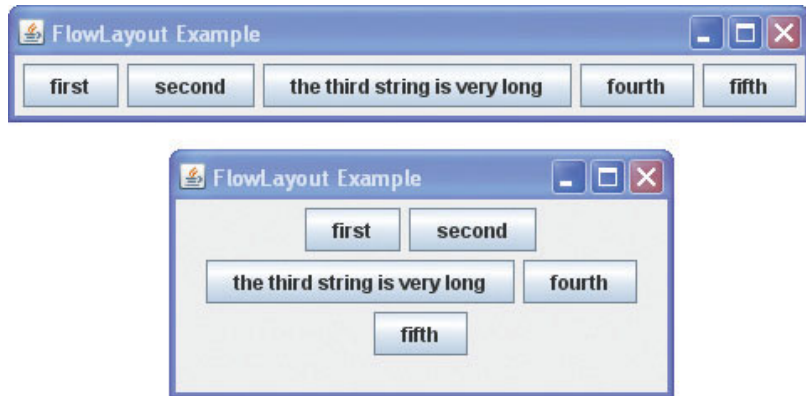 FlowLayout Example
first second the third string is very long fourth fifth
FlowLayout Example
first second
the third string is very long fourth
fifth